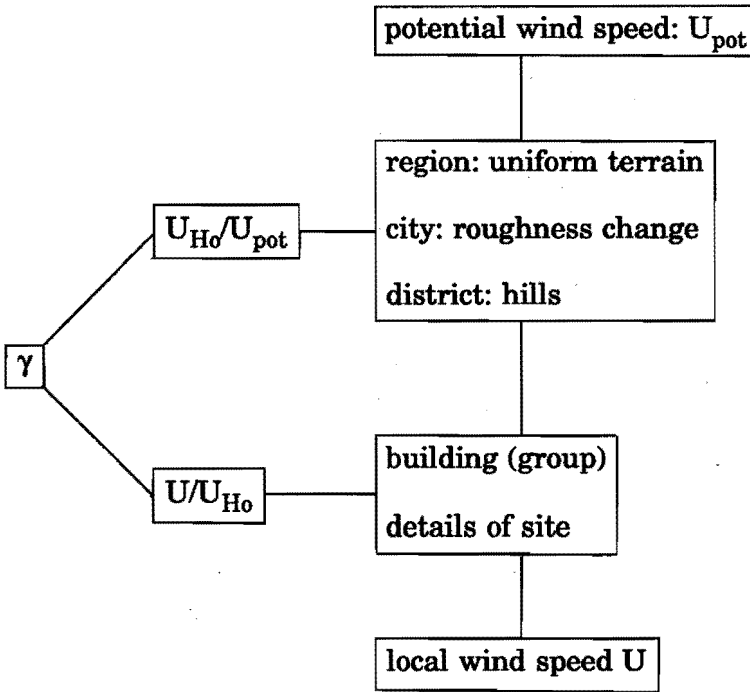 potential wind speed: U_pot
region: uniform terrain
U_Ho/U_pot
city: roughness change
district: hills
γ
building (group)
U/U_Ho
details of site
local wind speed U